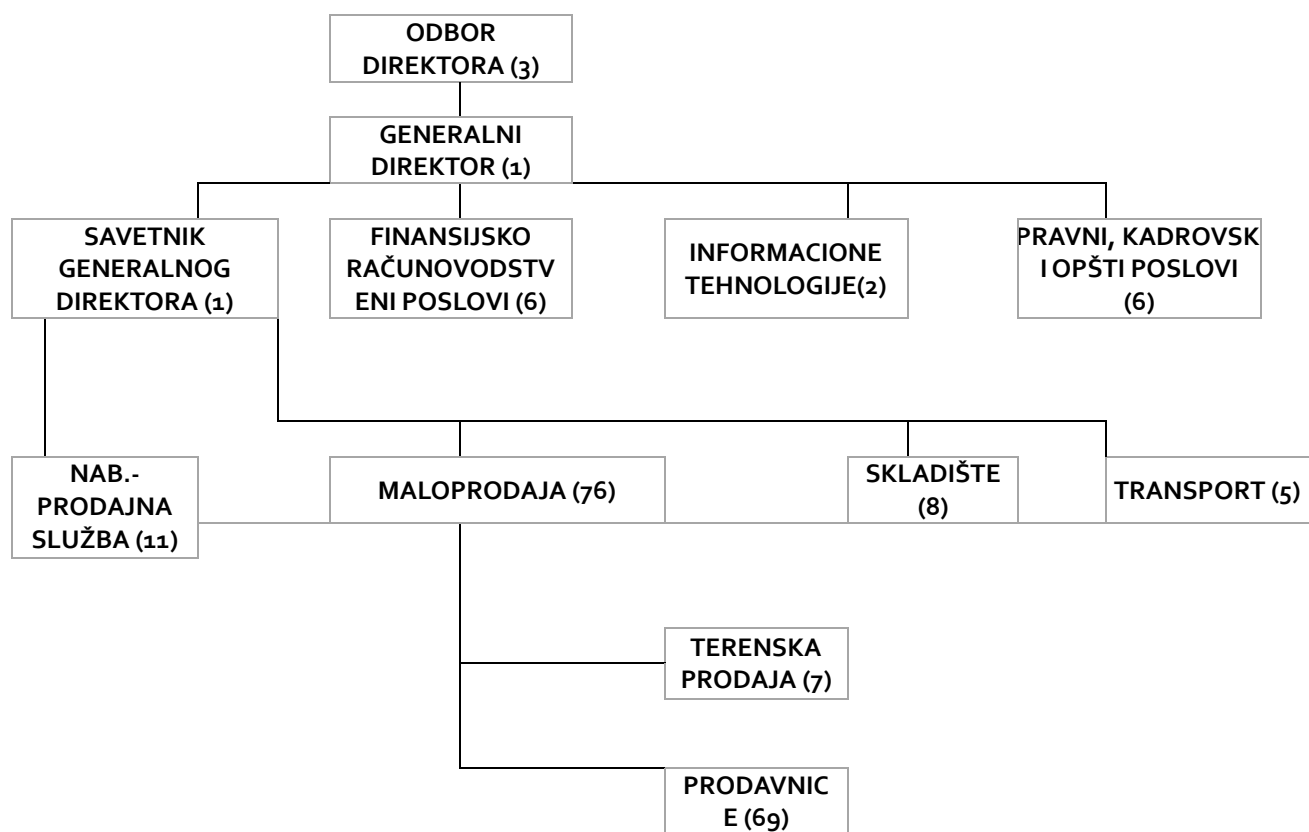 ODBOR
DIREKTORA (3)
GENERALNI
DIREKTOR (1)
SAVETNIK
GENERALNOG
DIREKTORA (1)
FINANSIJSKO
RAČUNOVODSTV
ENI POSLOVI (6)
INFORMACIONE
TEHNOLOGIJE(2)
PRAVNI, KADROVSK
I OPŠTI POSLOVI
(6)
NAB.-
PRODAJNA
SLUŽBA (11)
MALOPRODAJA (76)
SKLADIŠTE
(8)
TRANSPORT (5)
TERENSKA
PRODAJA (7)
PRODAVNIC
E (69)